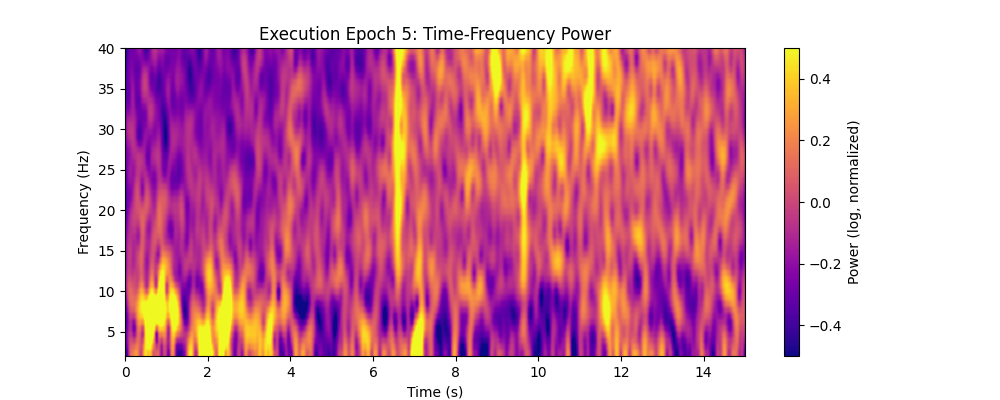 Execution Epoch 5: Time-Frequency Power
40
35
30
25
20
15
10
5
Frequency (Hz)
0 2 4 6 8 10 12 14
Time (s)
0.4
0.2
0.0
−0.2
−0.4
Power (log, normalized)